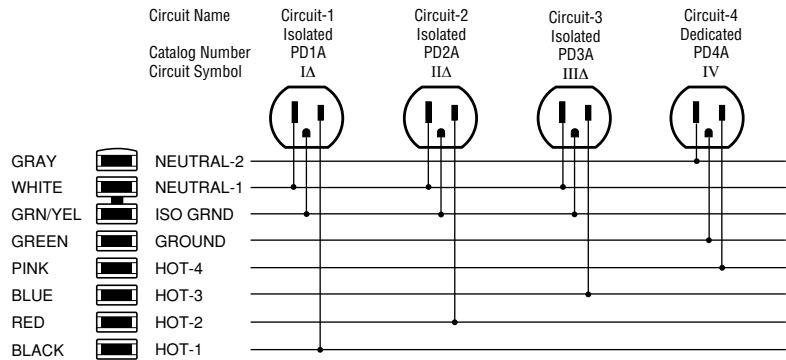 Circuit Name Circuit-1 Circuit-2 Circuit-3 Circuit-4
Isolated Isolated Isolated Dedicated
Catalog Number PD1A PD2A PD3A PD4A
Circuit Symbol IΔ IIΔ IIIΔ IV
GRAY NEUTRAL-2
WHITE NEUTRAL-1
GRN/YEL ISO GRND
GREEN GROUND
PINK HOT-4
BLUE HOT-3
RED HOT-2
BLACK HOT-1